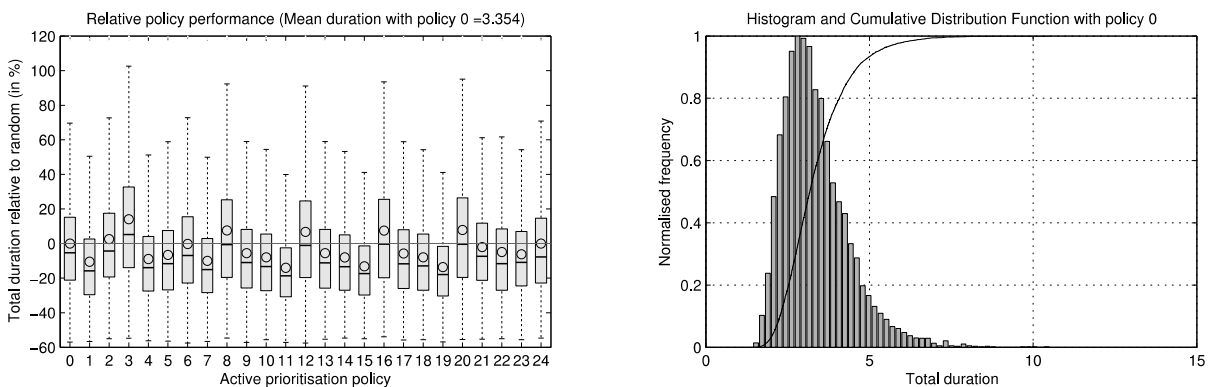 Relative policy performance (Mean duration with policy 0 =3.354)
Total duration relative to random (in %)
120
100
80
60
40
20
0
−20
−40
−60
0 1 2 3 4 5 6 7 8 9 10 11 12 13 14 15 16 17 18 19 20 21 22 23 24
Active prioritisation policy
Histogram and Cumulative Distribution Function with policy 0
Normalised frequency
1
0.8
0.6
0.4
0.2
0
0 5 10 15
Total duration